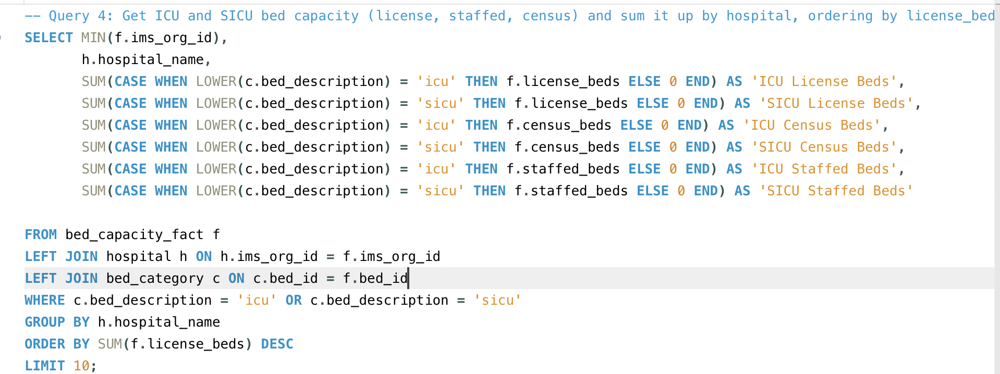 -- Query 4: Get ICU and SICU bed capacity (license, staffed, census) and sum it up by hospital, ordering by license_bed
SELECT MIN(f.ims_org_id),
h.hospital_name,
SUM(CASE WHEN LOWER(c.bed_description) = 'icu' THEN f.license_beds ELSE 0 END) AS 'ICU License Beds',
SUM(CASE WHEN LOWER(c.bed_description) = 'sicu' THEN f.license_beds ELSE 0 END) AS 'SICU License Beds',
SUM(CASE WHEN LOWER(c.bed_description) = 'icu' THEN f.census_beds ELSE 0 END) AS 'ICU Census Beds',
SUM(CASE WHEN LOWER(c.bed_description) = 'sicu' THEN f.census_beds ELSE 0 END) AS 'SICU Census Beds',
SUM(CASE WHEN LOWER(c.bed_description) = 'icu' THEN f.staffed_beds ELSE 0 END) AS 'ICU Staffed Beds',
SUM(CASE WHEN LOWER(c.bed_description) = 'sicu' THEN f.staffed_beds ELSE 0 END) AS 'SICU Staffed Beds'
FROM bed_capacity_fact f
LEFT JOIN hospital h ON h.ims_org_id = f.ims_org_id
LEFT JOIN bed_category c ON c.bed_id = f.bed_id
WHERE c.bed_description = 'icu' OR c.bed_description = 'sicu'
GROUP BY h.hospital_name
ORDER BY SUM(f.license_beds) DESC
LIMIT 10;